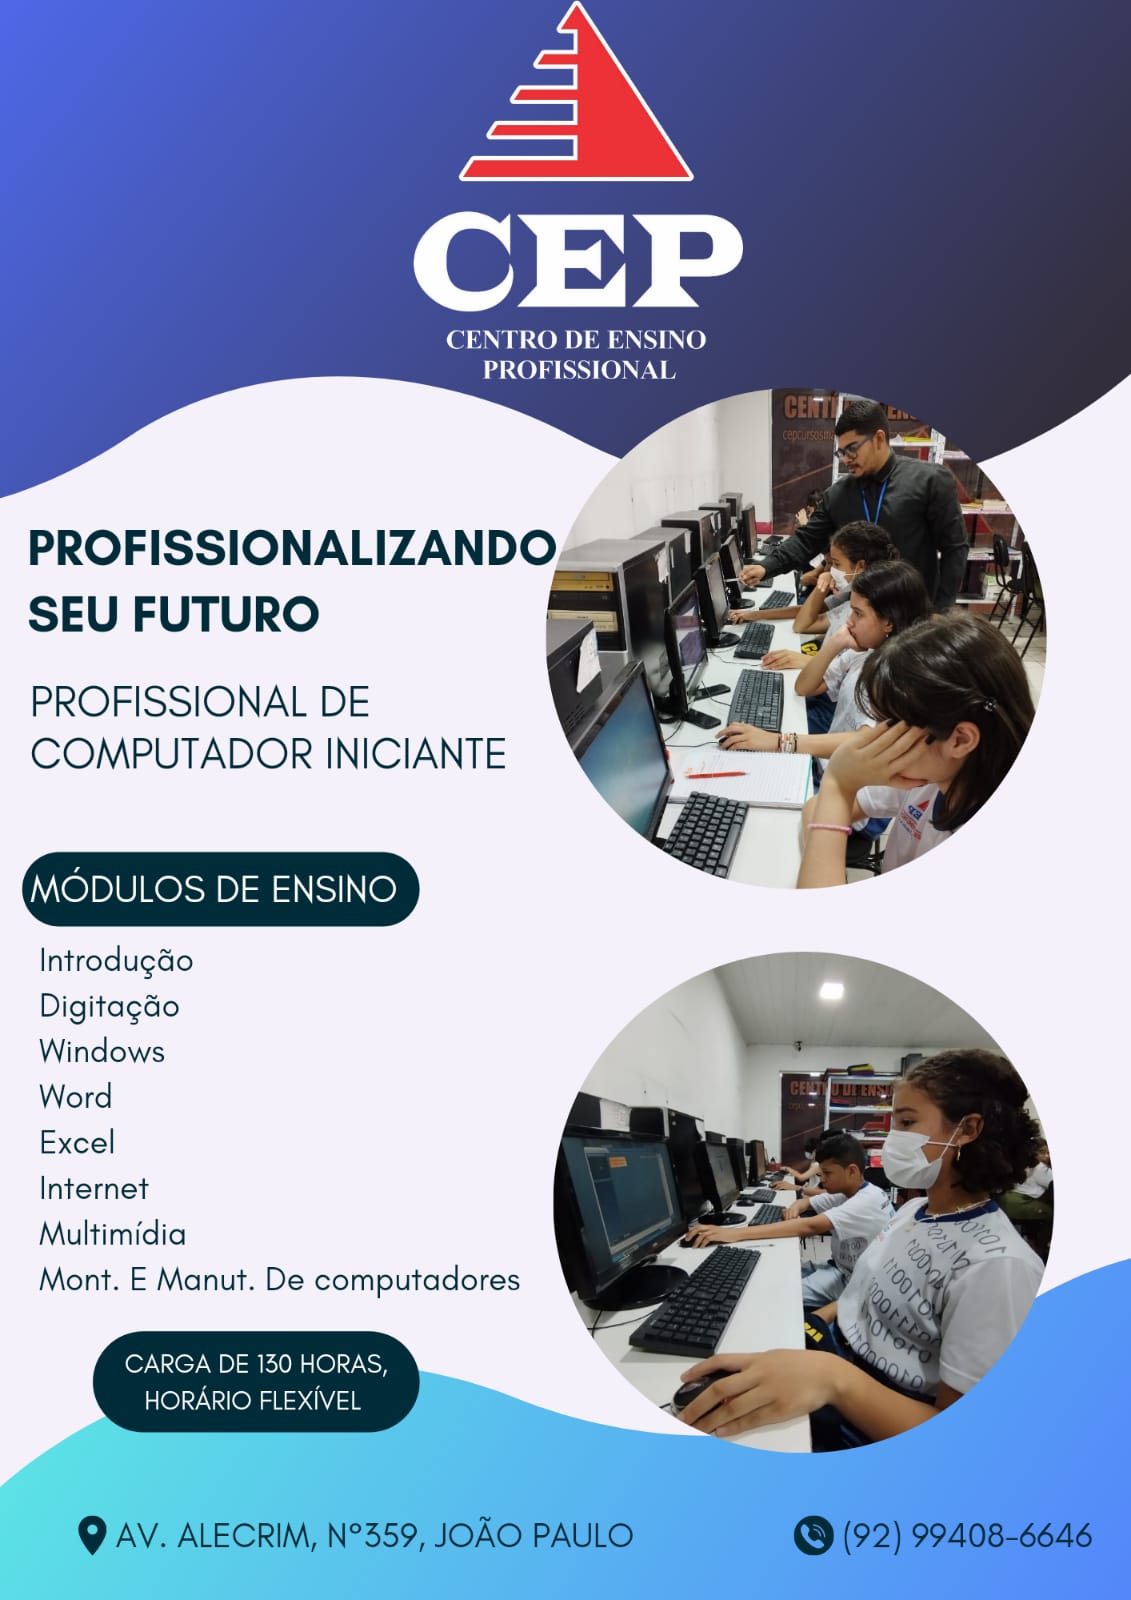 CEP
CENTRO DE ENSINO
PROFISSIONAL
PROFISSIONALIZANDO
SEU FUTURO
PROFISSIONAL DE
COMPUTADOR INICIANTE
MÓDULOS DE ENSINO
Introdução
Digitação
Windows
Word
Excel
Internet
Multimídia
Mont. E Manut. De computadores
CARGA DE 130 HORAS,
HORÁRIO FLEXÍVEL
AV. ALECRIM, Nº359, JOÃO PAULO
(92) 99408-6646